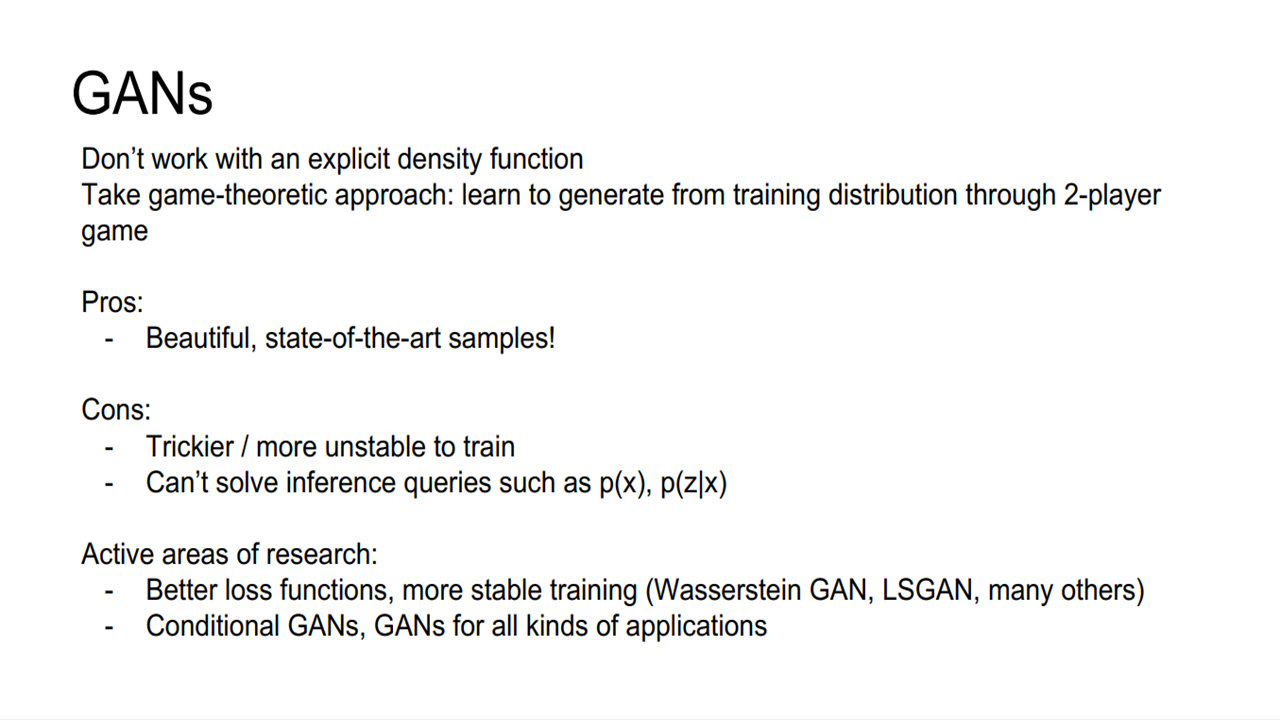 GANs
Don’t work with an explicit density function
Take game-theoretic approach: learn to generate from training distribution through 2-player
game
Pros:
- Beautiful, state-of-the-art samples!
Cons:
- Trickier / more unstable to train
- Can’t solve inference queries such as p(x), p(z|x)
Active areas of research:
- Better loss functions, more stable training (Wasserstein GAN, LSGAN, many others)
- Conditional GANs, GANs for all kinds of applications